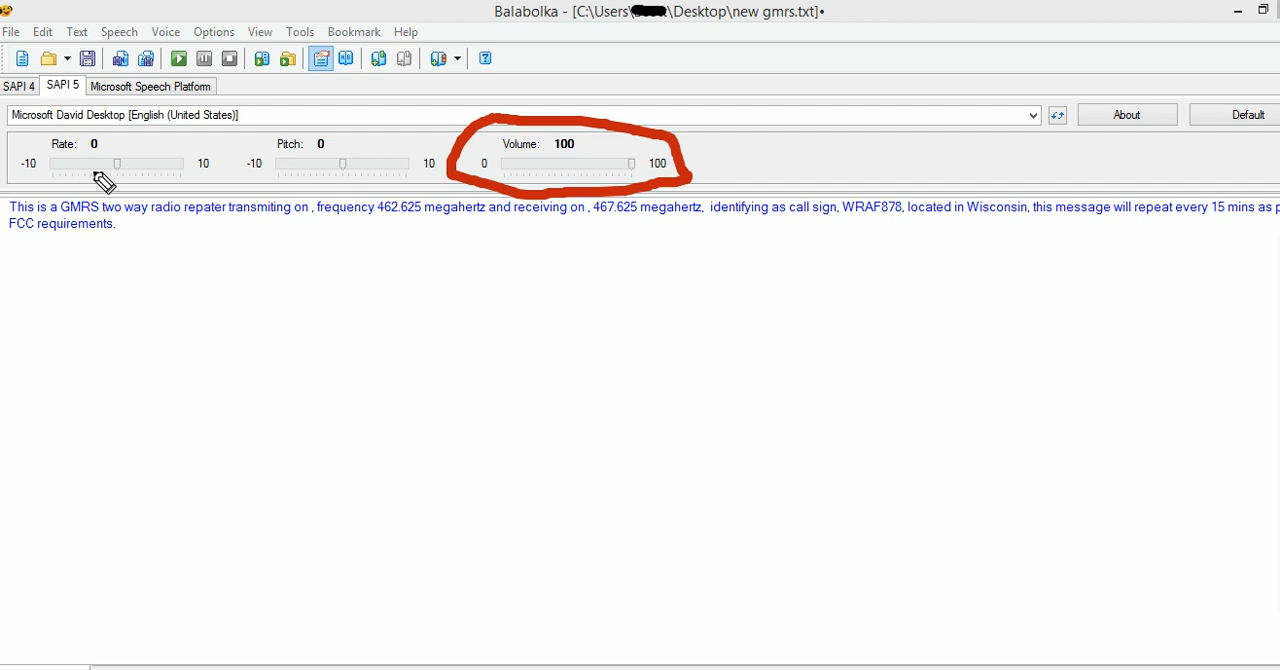 Balabolka - [C:\Users\ \Desktop\new gmrs.txt]•
File Edit Text Speech Voice Options View Tools Bookmark Help
SAPI 4 SAPI 5 Microsoft Speech Platform
Microsoft David Desktop [English (United States)] About Default
Rate: 0 Pitch: 0 Volume: 100
-10 10 -10 10 0 100
This is a GMRS two way radio repater transmiting on , frequency 462.625 megahertz and receiving on , 467.625 megahertz, identifying as call sign, WRAF878, located in Wisconsin, this message will repeat every 15 mins as
FCC requirements.